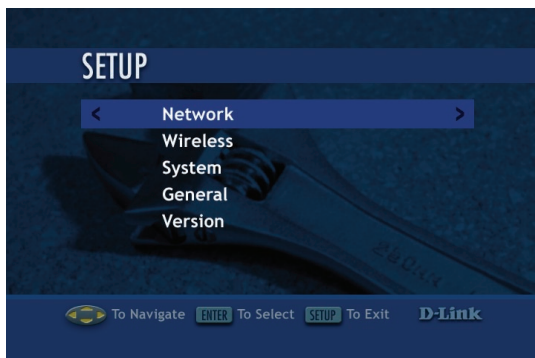 SETUP
< Network >
Wireless
System
General
Version
To Navigate ENTER To Select SETUP To Exit D-Link